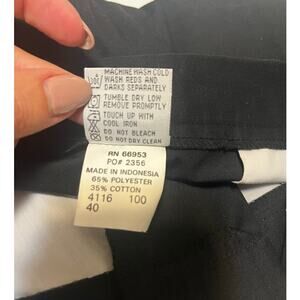 MACHINE WASH COLD
WASH REDS AND
DARKS SEPARATELY
TUMBLE DRY LOW
REMOVE PROMPTLY
TOUCH UP WITH
COOL IRON
DO NOT BLEACH
DO NOT DRY CLEAN
RN 66953
PO# 2356
MADE IN INDONESIA
65% POLYESTER
35% COTTON
4116 100
40